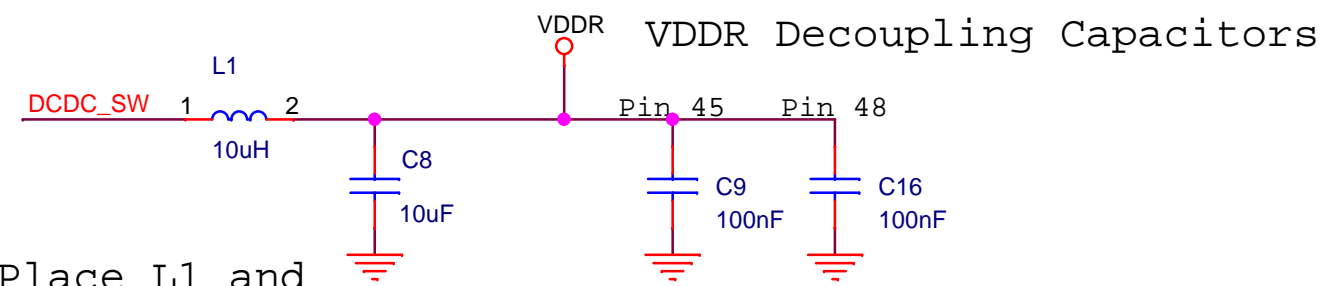 VDDR
VDDR Decoupling Capacitors
L1
DCDC_SW
1
2
Pin 45
Pin 48
10uH
C8
10uF
C9
100nF
C16
100nF
Place L1 and